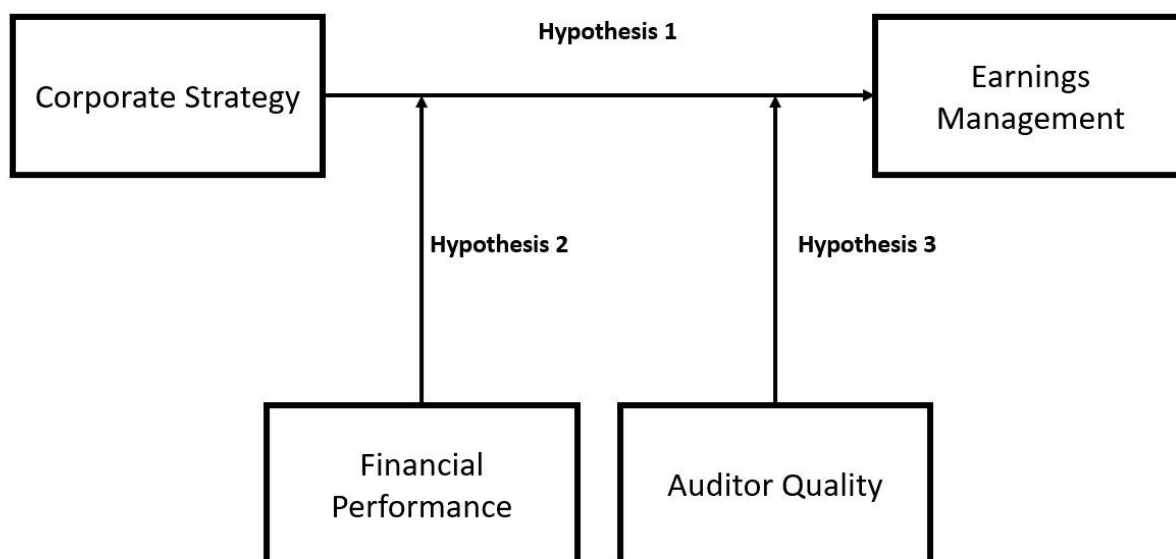 Hypothesis 1
Corporate Strategy
Earnings
Management
Hypothesis 2
Hypothesis 3
Financial
Performance
Auditor Quality